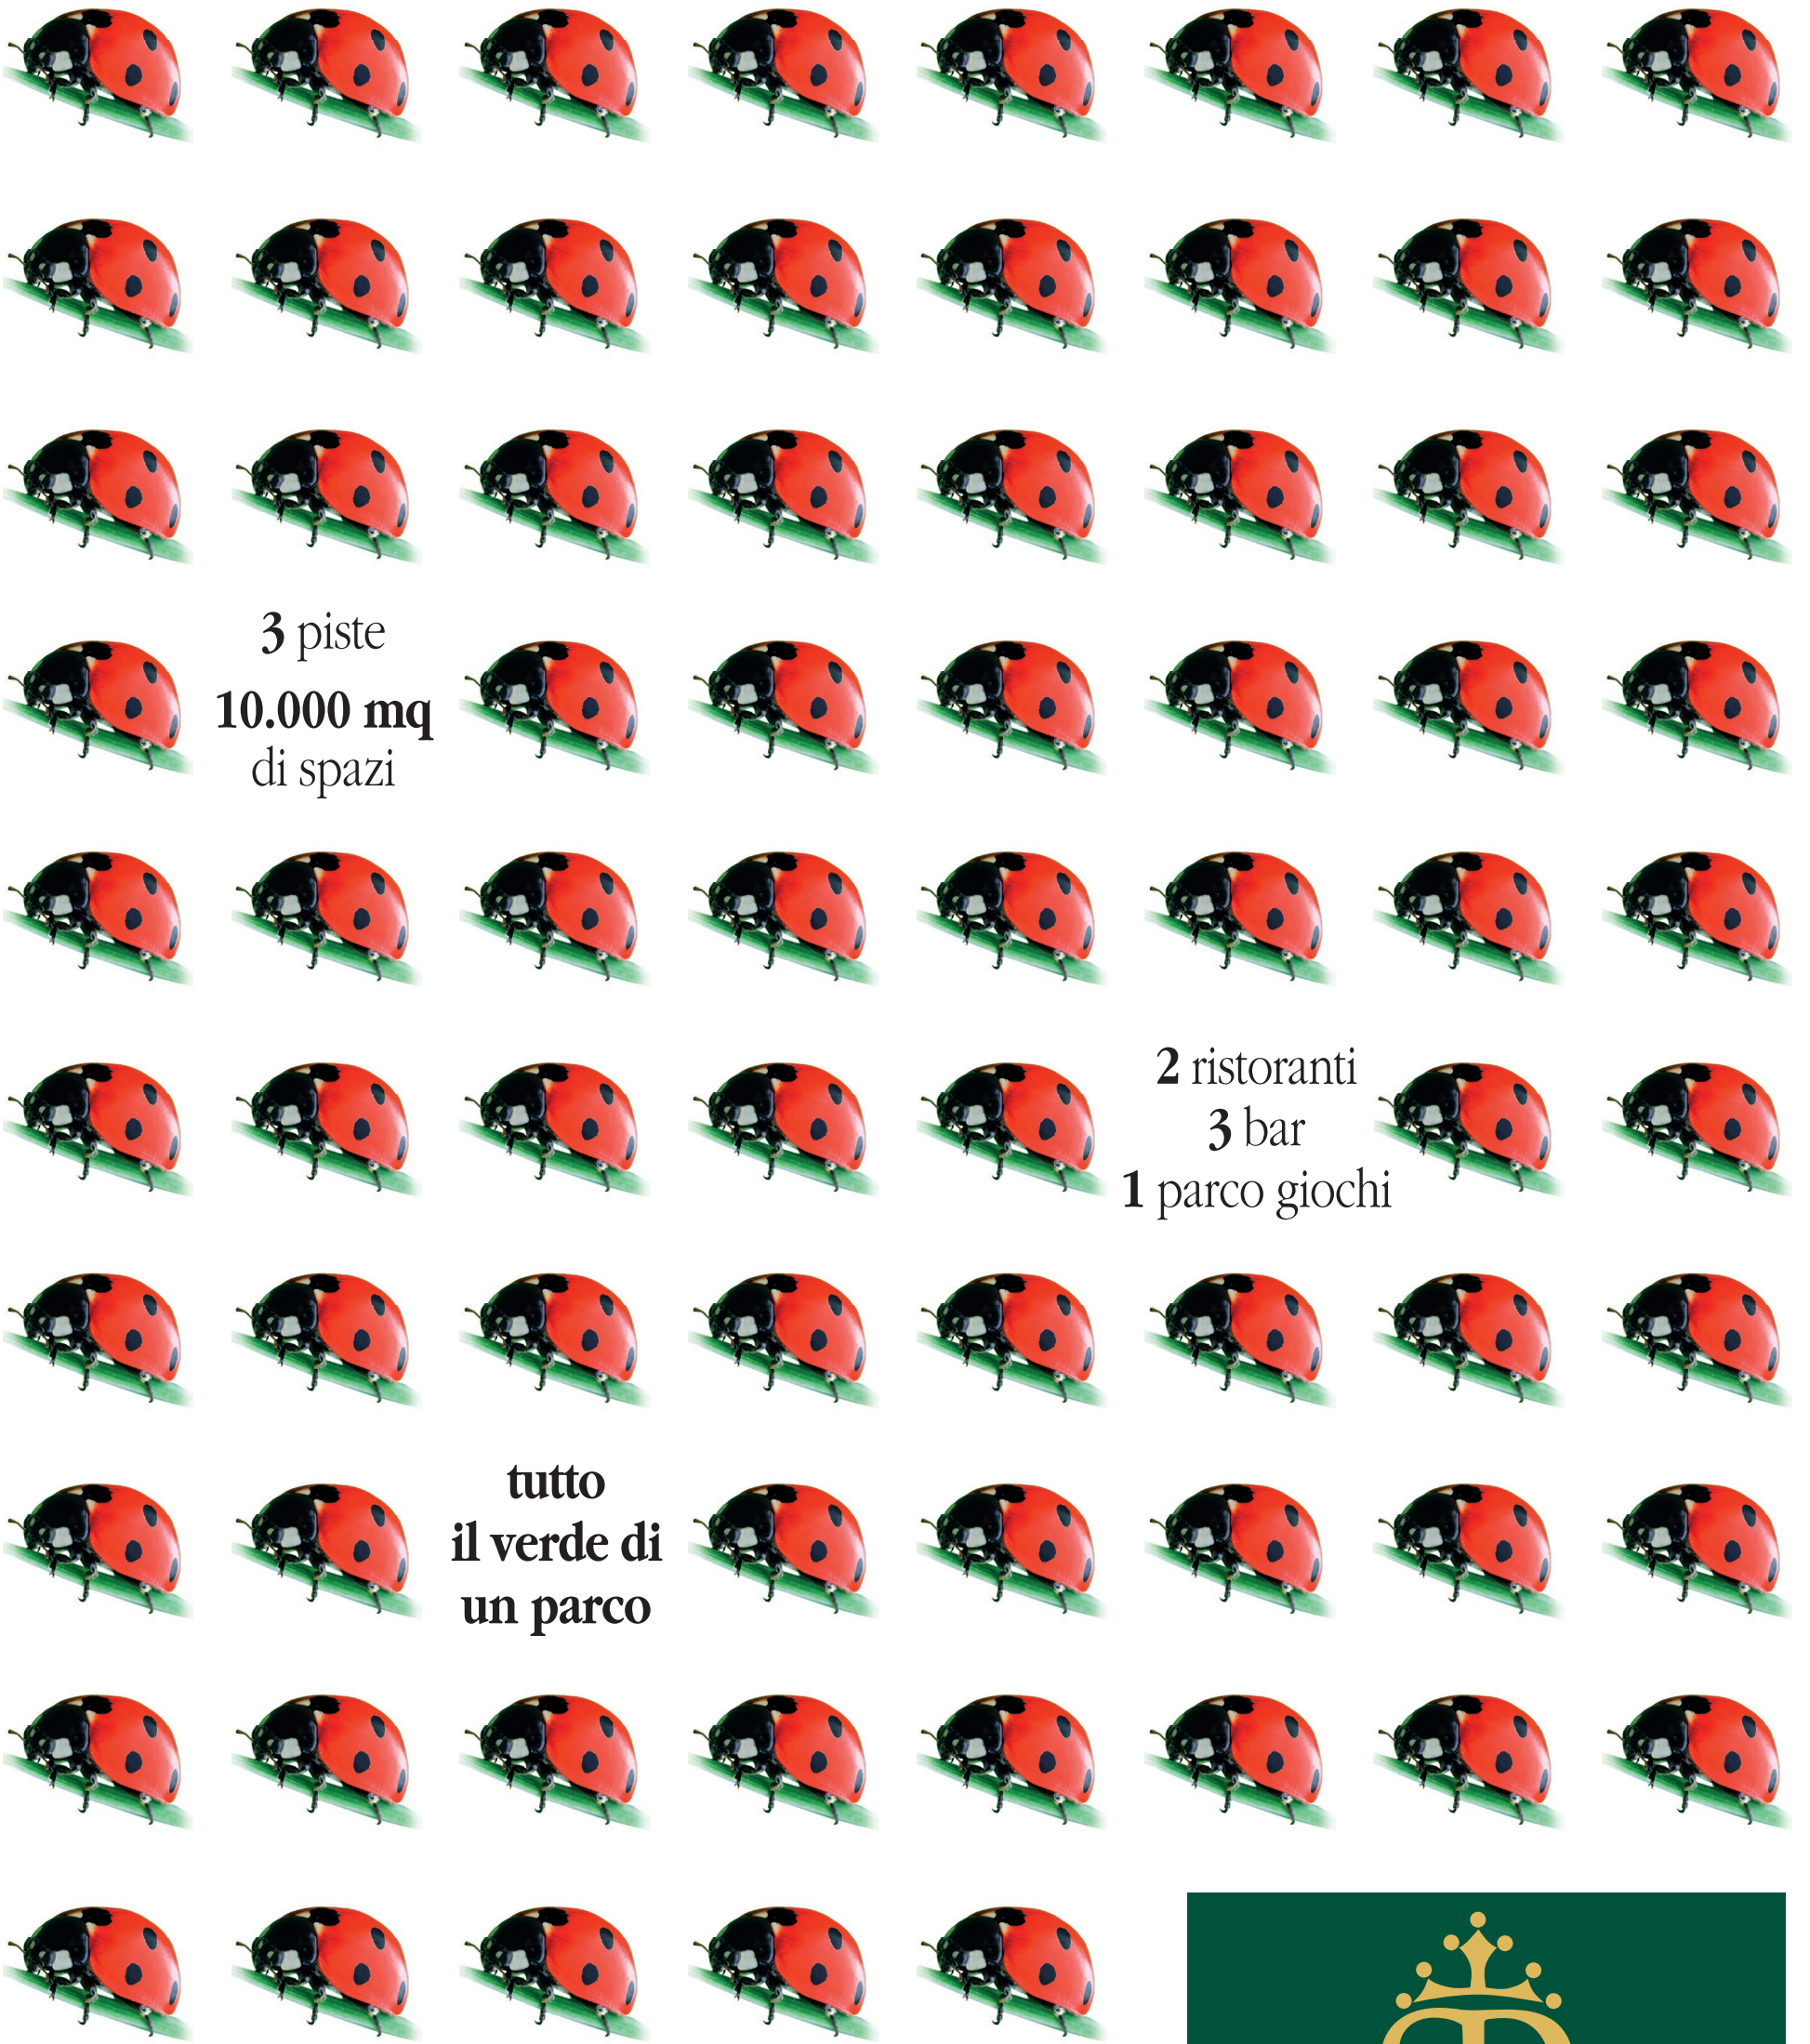 3 piste
10.000 mq
di spazi
2 ristoranti
3 bar
1 parco giochi
tutto
il verde di
un parco